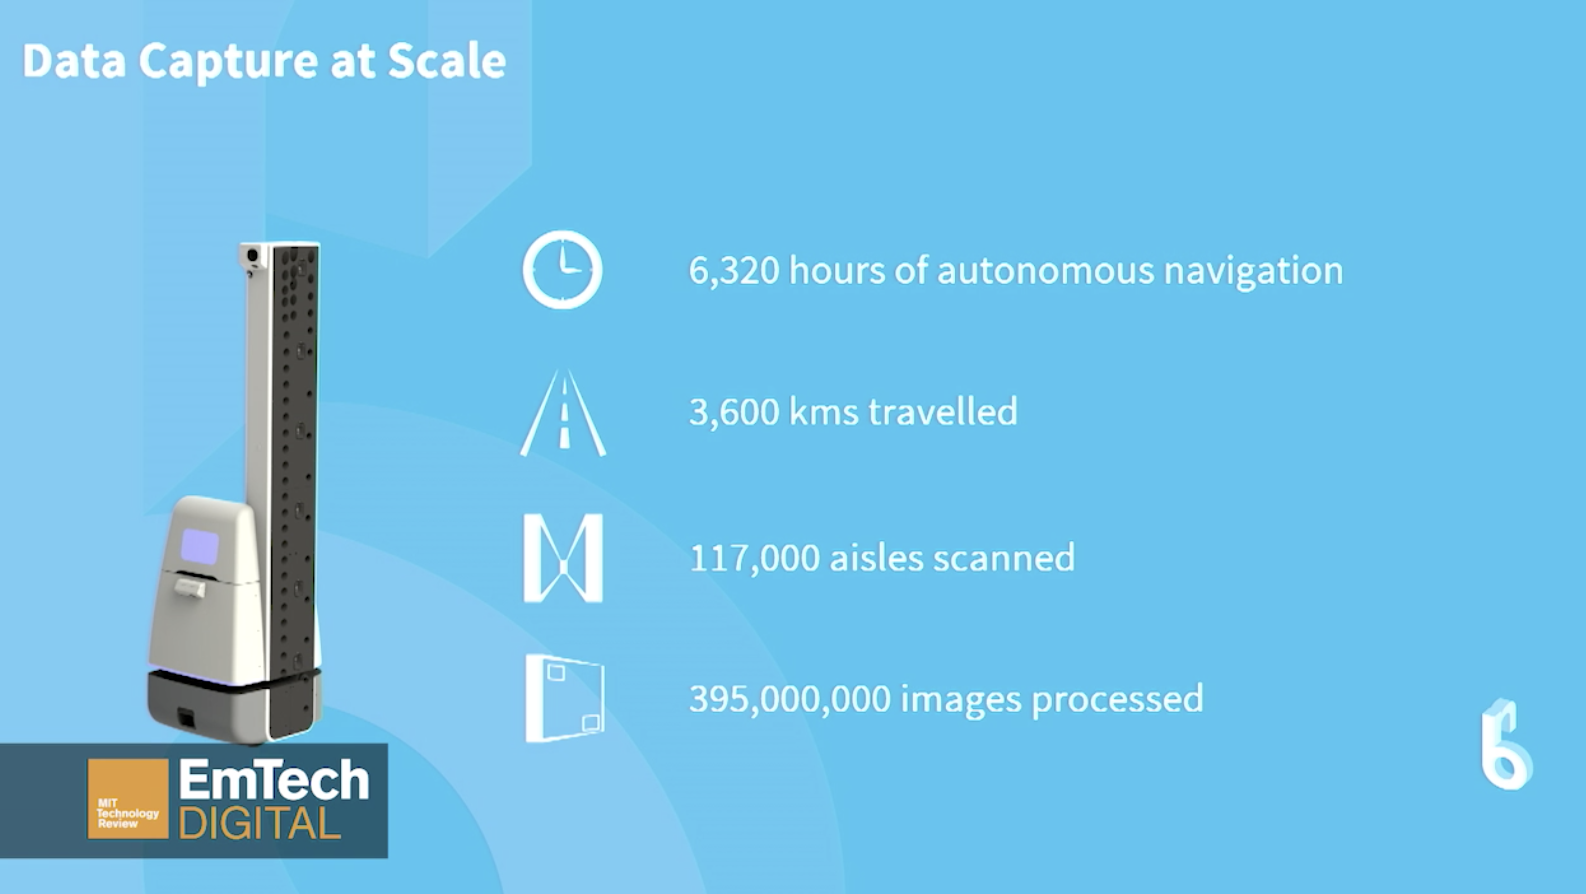 Data Capture at Scale
6,320 hours of autonomous navigation
3,600 kms travelled
117,000 aisles scanned
395,000,000 images processed
MIT
Technology
Review
EmTech
DIGITAL